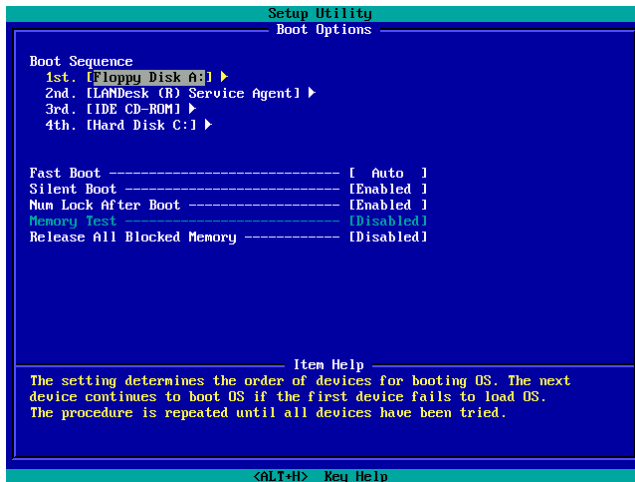 Setup Utility
Boot Options
Boot Sequence
1st. [Floppy Disk A:]
2nd. [LANDesk (R) Service Agent]
3rd. [IDE CD-ROM]
4th. [Hard Disk C:]
Fast Boot ----------------------------- [ Auto ]
Silent Boot --------------------------- [Enabled ]
Num Lock After Boot ------------------- [Enabled ]
Memory Test --------------------------- [Disabled]
Release All Blocked Memory ------------ [Disabled]
Item Help
The setting determines the order of devices for booting OS. The next
device continues to boot OS if the first device fails to load OS.
The procedure is repeated until all devices have been tried.
<ALT+H> Key Help